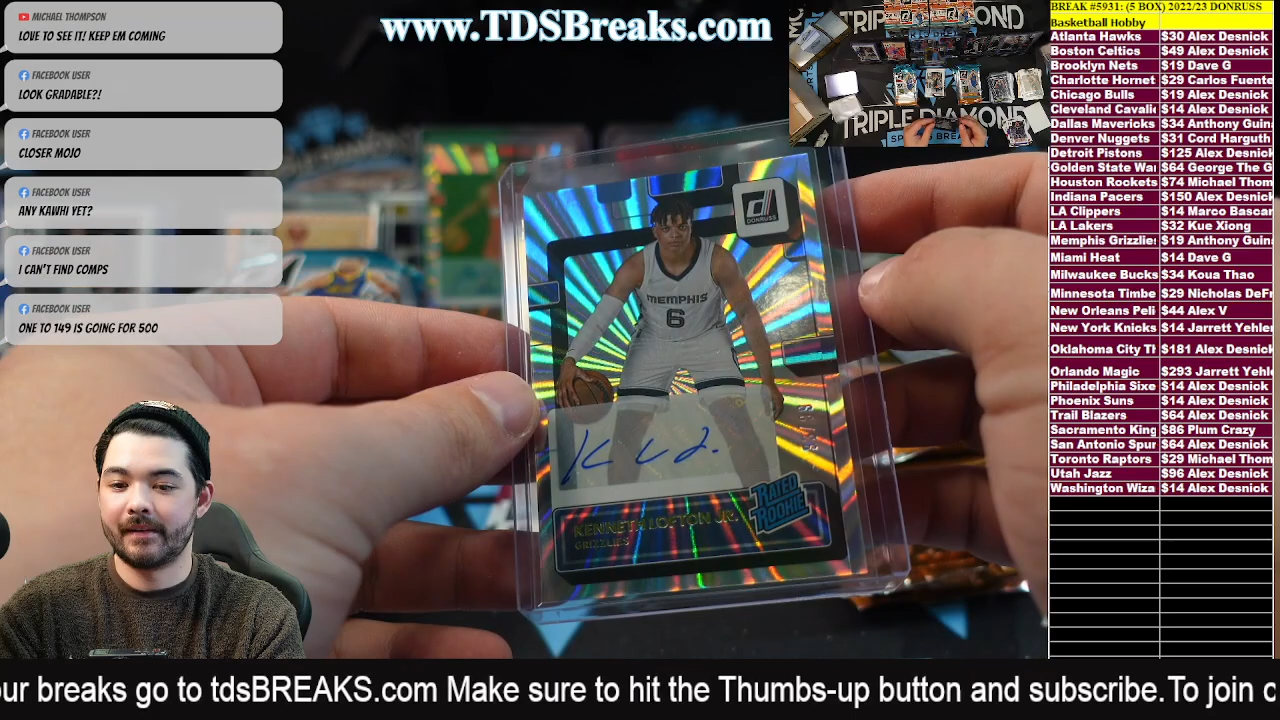 MICHAEL THOMPSON
LOVE TO SEE IT! KEEP EM COMING
FACEBOOK USER
LOOK GRADABLE?!
FACEBOOK USER
CLOSER MOJO
FACEBOOK USER
ANY KAWHI YET?
FACEBOOK USER
I CAN'T FIND COMPS
FACEBOOK USER
ONE TO 149 IS GOING FOR 500
www.TDSBreaks.com
TRIPLE DIAMOND
DONRUSS
MEMPHIS
6
RATED
ROOKIE
KENNETH LOFTON JR.
GRIZZLIES
BREAK #5931: (5 BOX) 2022/23 DONRUSS
Basketball Hobby
Atlanta Hawks $30 Alex Desnick
Boston Celtics $49 Alex Desnick
Brooklyn Nets $19 Dave G
Charlotte Hornet $29 Carlos Fuente
Chicago Bulls $19 Alex Desnick
Cleveland Cavalie $14 Alex Desnick
Dallas Mavericks $34 Anthony Guin
Denver Nuggets $31 Cord Harguth
Detroit Pistons $125 Alex Desnick
Golden State Wa $64 George The G
Houston Rockets $74 Michael Thom
Indiana Pacers $150 Alex Desnick
LA Clippers $14 Marco Bascar
LA Lakers $32 Kue Xiong
Memphis Grizzlie $19 Anthony Guin
Miami Heat $14 Dave G
Milwaukee Bucks $34 Koua Thao
Minnesota Timbe $29 Nicholas DeFr
New Orleans Peli $44 Alex V
New York Knicks $14 Jarrett Yehle
Oklahoma City Th $181 Alex Desnick
Orlando Magic $293 Jarrett Yehl
Philadelphia Sixe $14 Alex Desnick
Phoenix Suns $14 Alex Desnick
Trail Blazers $64 Alex Desnick
Sacramento King $86 Plum Crazy
San Antonio Spur $64 Alex Desnick
Toronto Raptors $29 Michael Thom
Utah Jazz $96 Alex Desnick
Washington Wiza $14 Alex Desnick
ur breaks go to tdsBREAKS.com Make sure to hit the Thumbs-up button and subscribe.To join